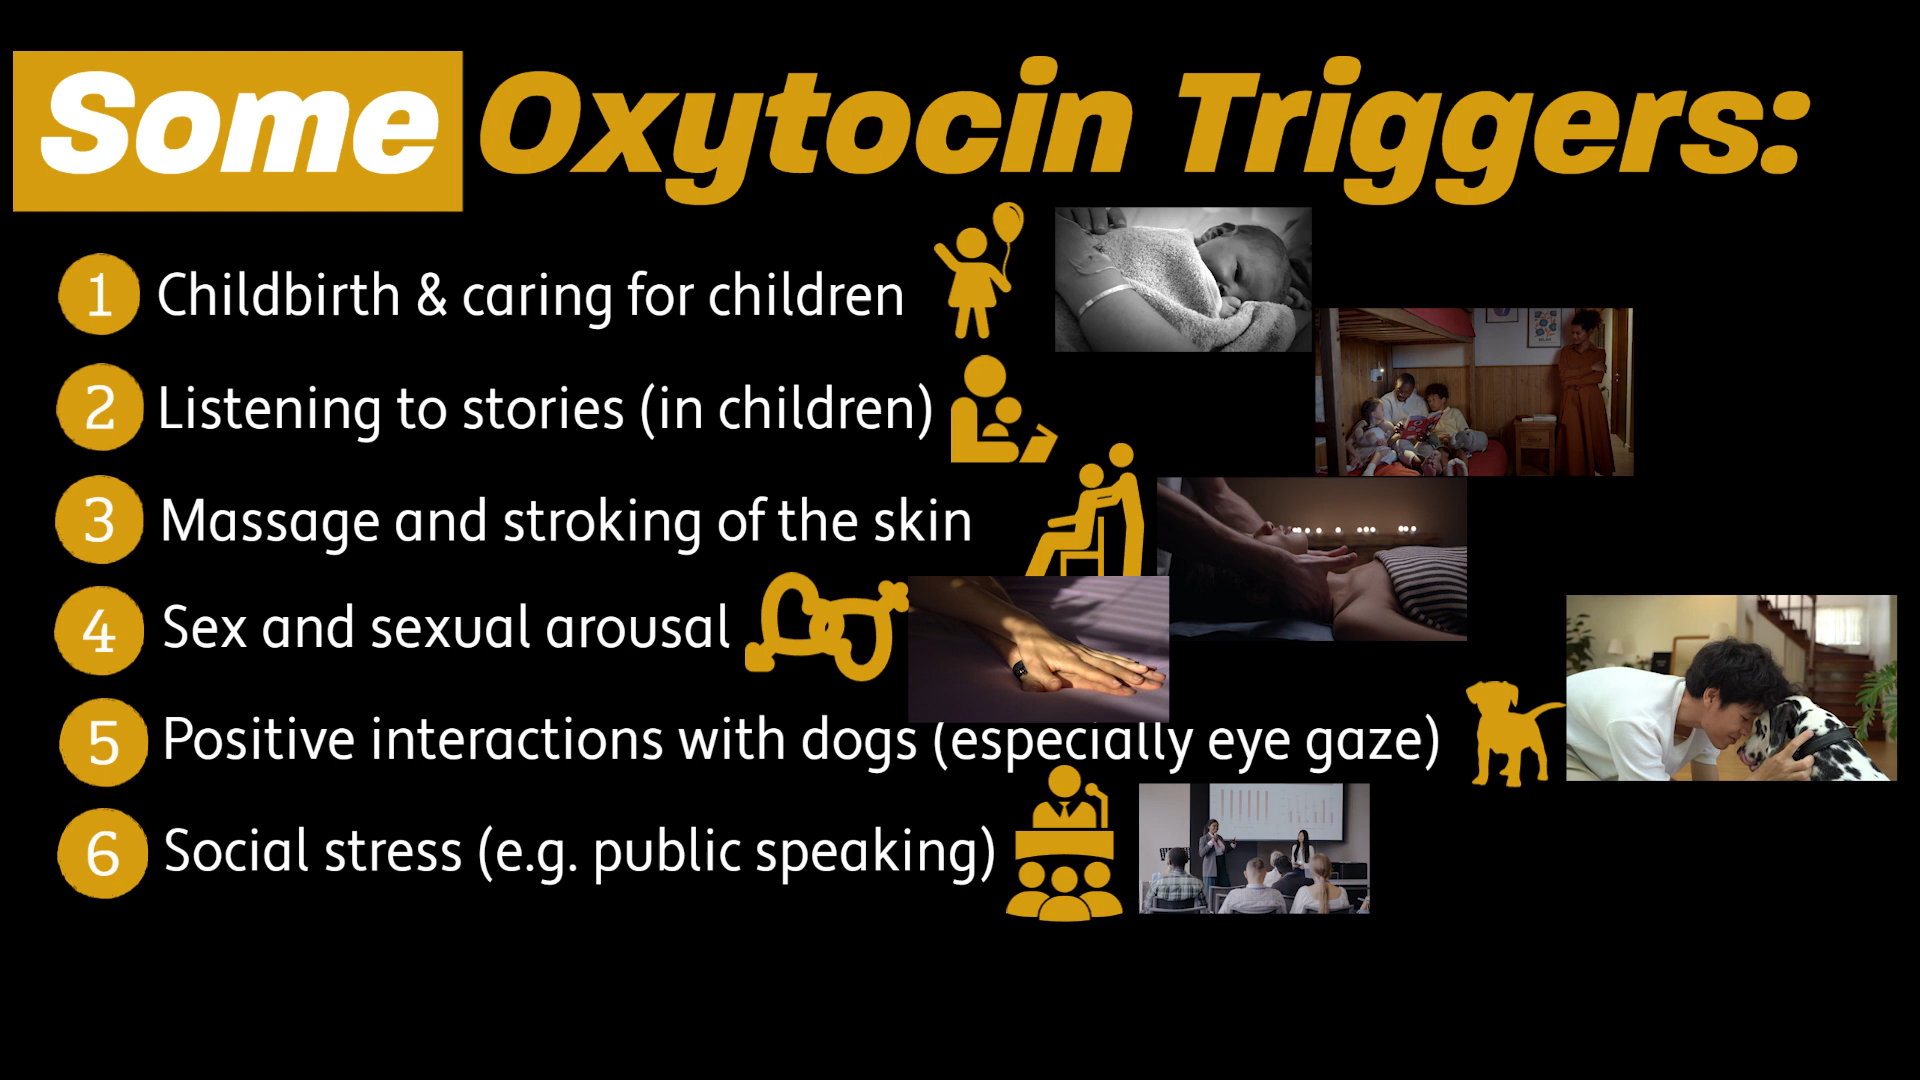 Some Oxytocin Triggers:
1 Childbirth & caring for children
2 Listening to stories (in children)
3 Massage and stroking of the skin
4 Sex and sexual arousal
5 Positive interactions with dogs (especially eye gaze)
6 Social stress (e.g. public speaking)